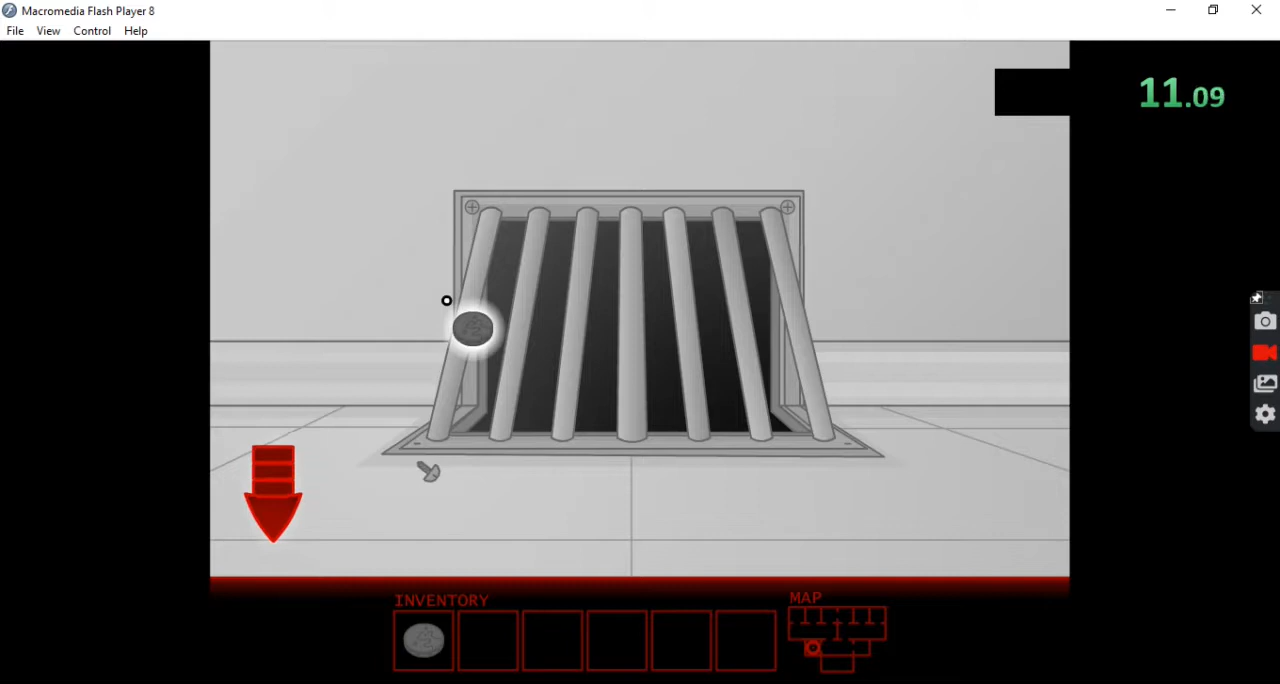 Macromedia Flash Player 8
File View Control Help
11.09
INVENTORY
MAP